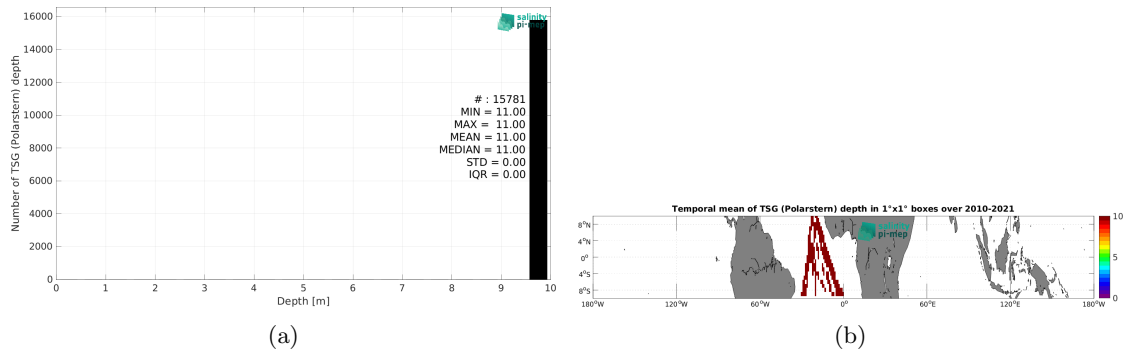 16000
14000
12000
10000
8000
6000
4000
2000
0
Number of TSG (Polarstern) depth
salinity
pi-mep
# : 15781
MIN = 11.00
MAX = 11.00
MEAN = 11.00
MEDIAN = 11.00
STD = 0.00
IQR = 0.00
0 1 2 3 4 5 6 7 8 9 10
Depth [m]
(a)
Temporal mean of TSG (Polarstern) depth in 1°x1° boxes over 2010-2021
8°N
4°N
0°
4°S
8°S
salinity
pi-mep
180°W 120°W 60°W 0° 60°E 120°E 180°W
10
5
0
(b)